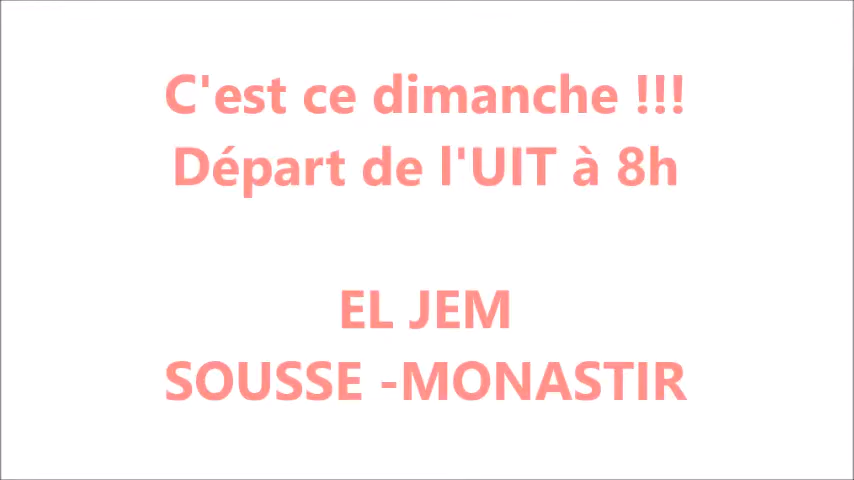 C'est ce dimanche !!!
Départ de l'UIT à 8h
EL JEM
SOUSSE -MONASTIR